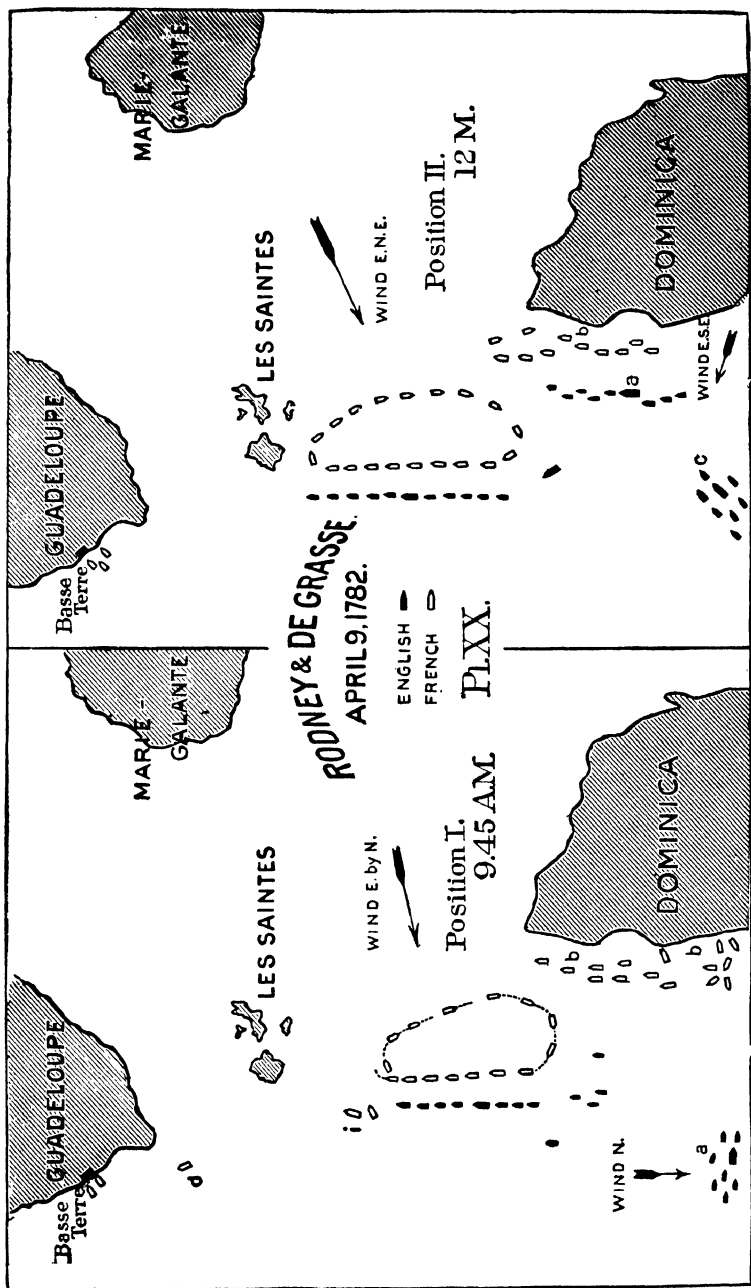 Basse
Terre
GUADELOUPE
MARIE-
GALANTE
d
LES SAINTES
i
WIND E. by N.
Position I.
9.45 A.M.
WIND N.
a
b
b
DOMINICA
RODNEY & DE GRASSE.
APRIL 9, 1782.
ENGLISH
FRENCH
PL. XX.
Basse
Terre
GUADELOUPE
MARIE-
GALANTE
LES SAINTES
WIND E.N.E.
Position II.
12 M.
b
a
c
WIND E.S.E.
DOMINICA